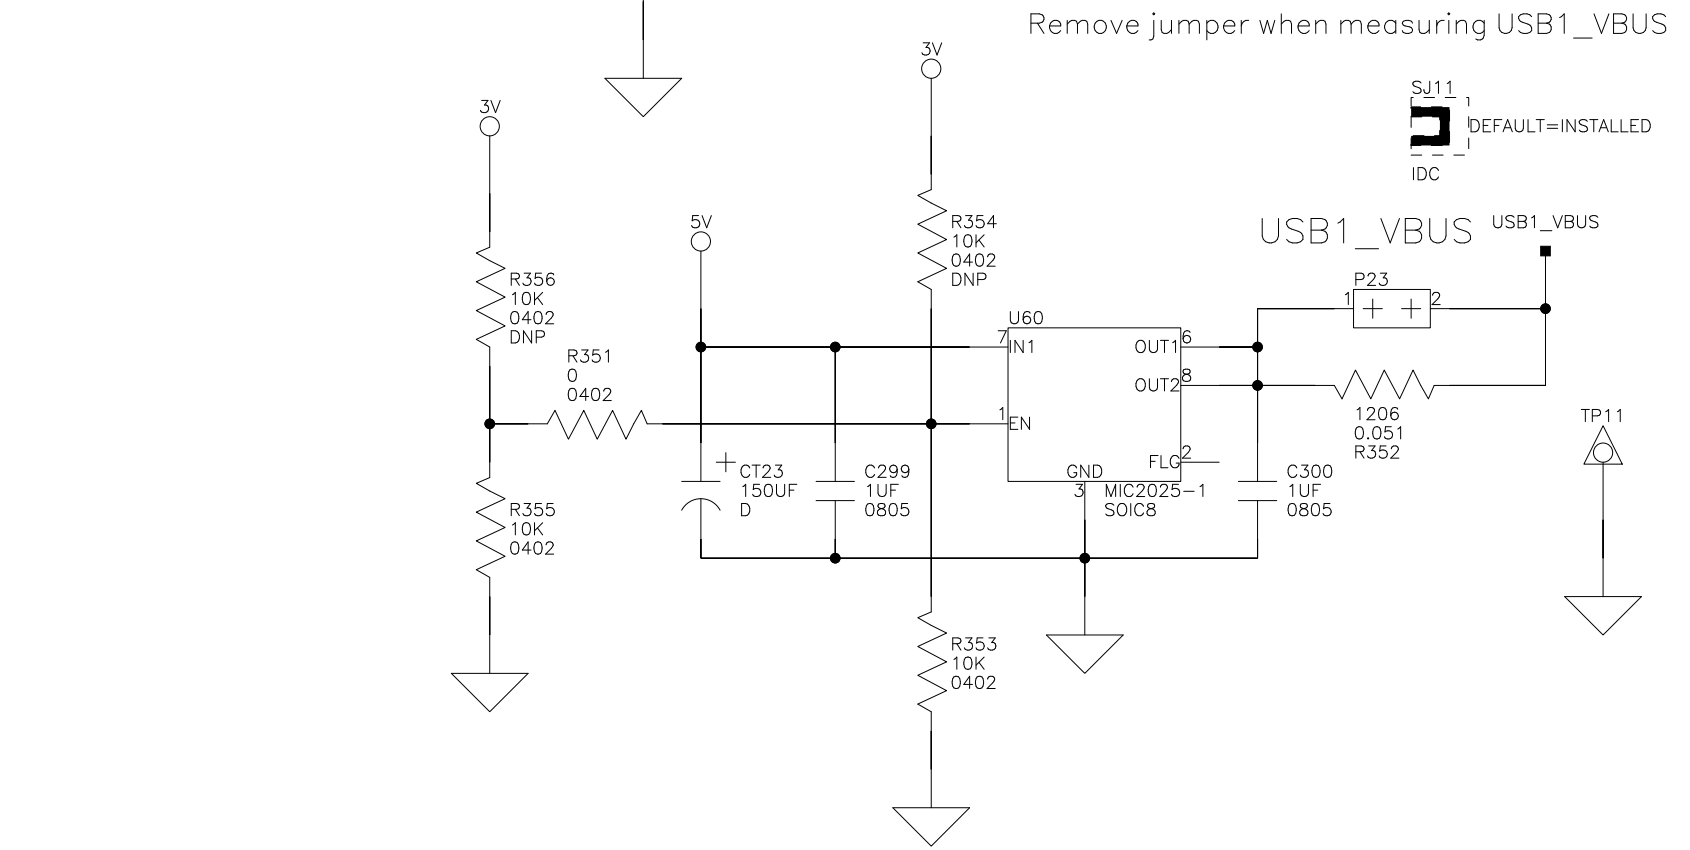 Remove jumper when measuring USB1_VBUS
3V
3V
SJ11
DEFAULT=INSTALLED
IDC
5V
R354
10K
0402
DNP
USB1_VBUS
USB1_VBUS
R356
10K
0402
DNP
P23
1
2
+ +
U60
7
IN1
OUT1
6
OUT2
8
1
EN
FLG
2
GND
3
MIC2025-1
SOIC8
R351
0
0402
1206
0.051
R352
TP11
+
CT23
150UF
D
C299
1UF
0805
C300
1UF
0805
R355
10K
0402
R353
10K
0402